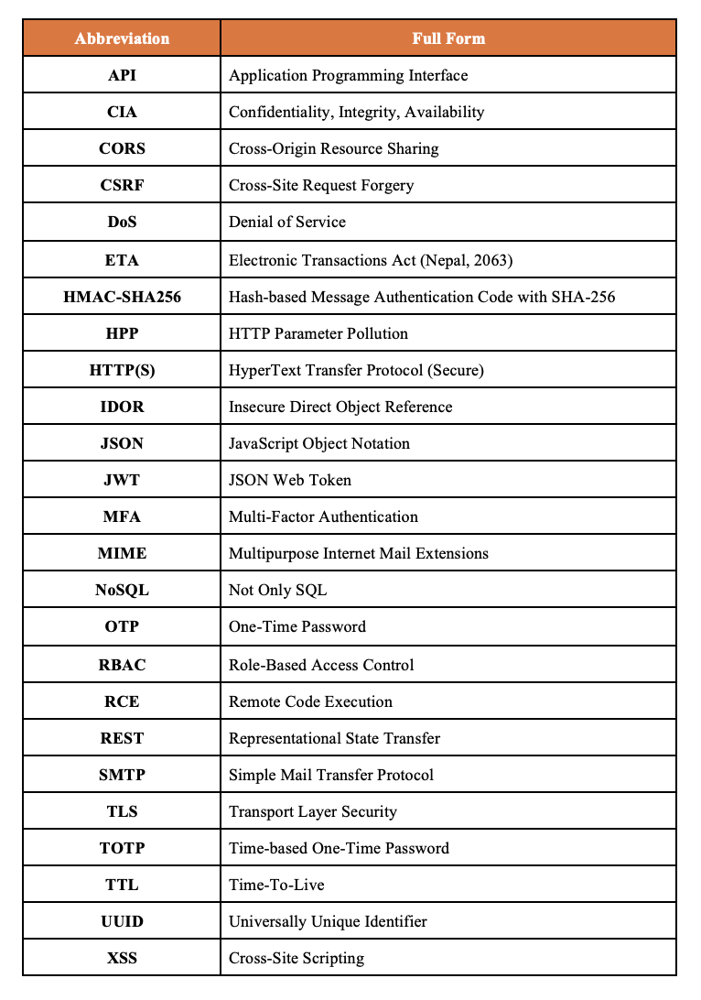 Abbreviation Full Form
API Application Programming Interface
CIA Confidentiality, Integrity, Availability
CORS Cross-Origin Resource Sharing
CSRF Cross-Site Request Forgery
DoS Denial of Service
ETA Electronic Transactions Act (Nepal, 2063)
HMAC-SHA256 Hash-based Message Authentication Code with SHA-256
HPP HTTP Parameter Pollution
HTTP(S) HyperText Transfer Protocol (Secure)
IDOR Insecure Direct Object Reference
JSON JavaScript Object Notation
JWT JSON Web Token
MFA Multi-Factor Authentication
MIME Multipurpose Internet Mail Extensions
NoSQL Not Only SQL
OTP One-Time Password
RBAC Role-Based Access Control
RCE Remote Code Execution
REST Representational State Transfer
SMTP Simple Mail Transfer Protocol
TLS Transport Layer Security
TOTP Time-based One-Time Password
TTL Time-To-Live
UUID Universally Unique Identifier
XSS Cross-Site Scripting